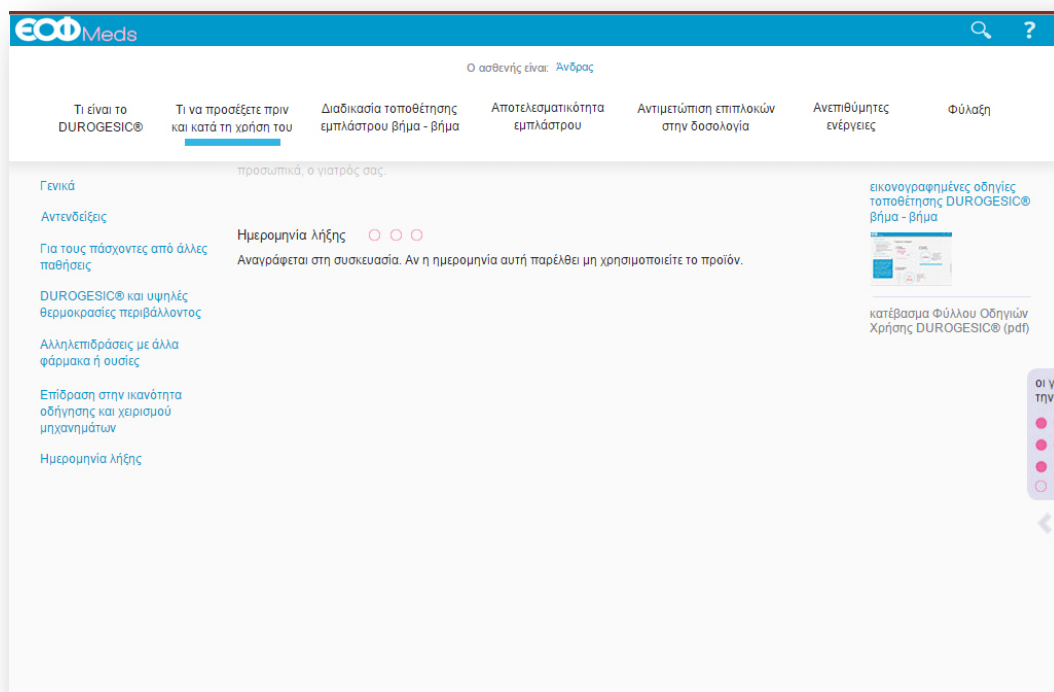 ΕΟΦMeds
?
Ο ασθενής είναι: Άνδρας
Τι είναι το
DUROGESIC®
Τι να προσέξετε πριν
και κατά τη χρήση του
Διαδικασία τοποθέτησης
εμπλάστρου βήμα - βήμα
Αποτελεσματικότητα
εμπλάστρου
Αντιμετώπιση επιπλοκών
στην δοσολογία
Ανεπιθύμητες
ενέργειες
Φύλαξη
Γενικά
Αντενδείξεις
Για τους πάσχοντες από άλλες
παθήσεις
DUROGESIC® και υψηλές
θερμοκρασίες περιβάλλοντος
Αλληλεπιδράσεις με άλλα
φάρμακα ή ουσίες
Επίδραση στην ικανότητα
οδήγησης και χειρισμού
μηχανημάτων
Ημερομηνία λήξης
προσωπικά, ο γιατρός σας.
Ημερομηνία λήξης
Αναγράφεται στη συσκευασία. Αν η ημερομηνία αυτή παρέλθει μη χρησιμοποιείτε το προϊόν.
εικονογραφημένες οδηγίες
τοποθέτησης DUROGESIC®
βήμα - βήμα
κατέβασμα Φύλλου Οδηγιών
Χρήσης DUROGESIC® (pdf)
οι γ
την